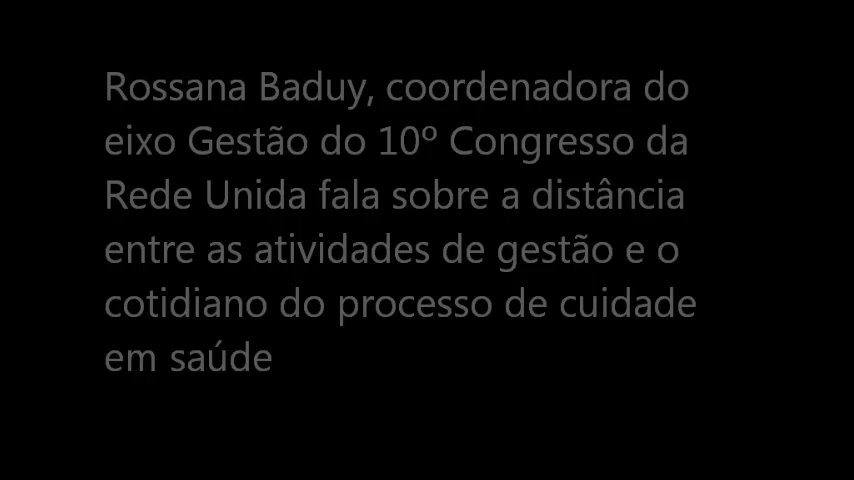 Rossana Baduy, coordenadora do
eixo Gestão do 10º Congresso da
Rede Unida fala sobre a distância
entre as atividades de gestão e o
cotidiano do processo de cuidade
em saúde